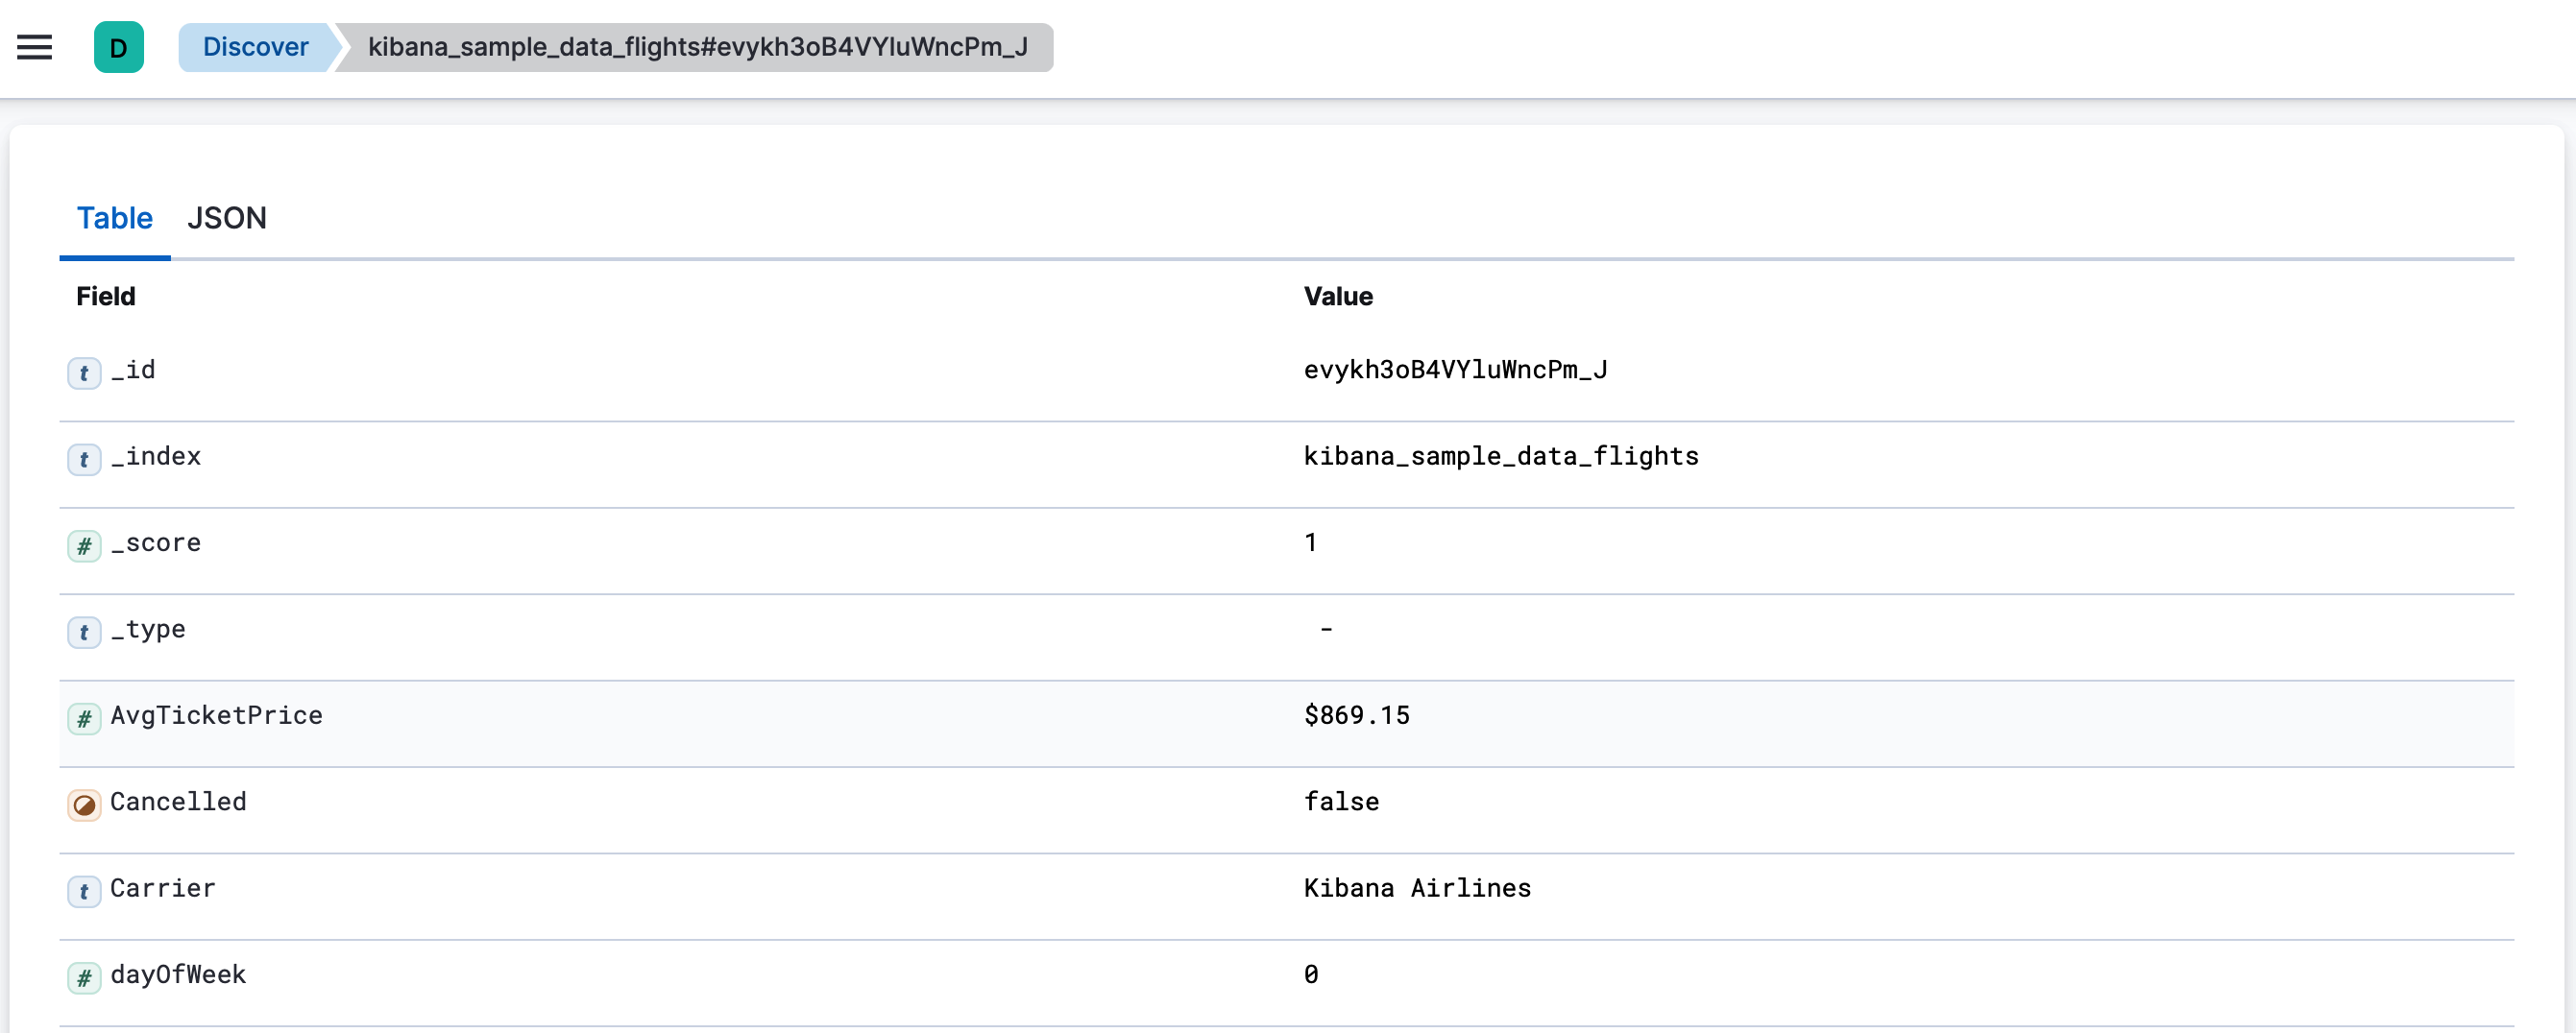 D Discover kibana_sample_data_flights#evykh3oB4VYluWncPm_J
Table JSON
Field Value
t _id evykh3oB4VYluWncPm_J
t _index kibana_sample_data_flights
# _score 1
t _type -
# AvgTicketPrice $869.15
Cancelled false
t Carrier Kibana Airlines
# dayOfWeek 0